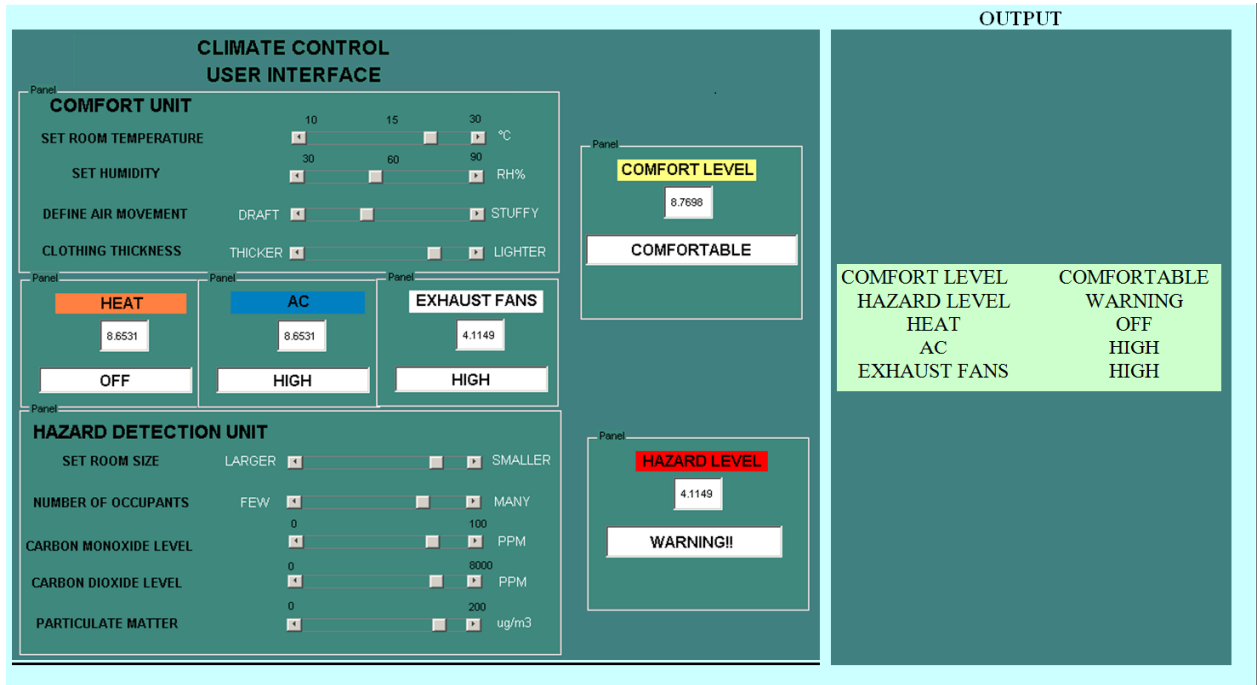 OUTPUT
CLIMATE CONTROL
USER INTERFACE
Panel
COMFORT UNIT
10 15 30
SET ROOM TEMPERATURE °C
30 60 90
SET HUMIDITY RH%
DEFINE AIR MOVEMENT DRAFT STUFFY
CLOTHING THICKNESS THICKER LIGHTER
Panel
COMFORT LEVEL
8.7698
COMFORTABLE
Panel
HEAT
8.6531
OFF
Panel
AC
8.6531
HIGH
Panel
EXHAUST FANS
4.1149
HIGH
Panel
HAZARD DETECTION UNIT
SET ROOM SIZE LARGER SMALLER
NUMBER OF OCCUPANTS FEW MANY
0 100
CARBON MONOXIDE LEVEL PPM
0 8000
CARBON DIOXIDE LEVEL PPM
0 200
PARTICULATE MATTER ug/m3
Panel
HAZARD LEVEL
4.1149
WARNING!!
COMFORT LEVEL COMFORTABLE
HAZARD LEVEL WARNING
HEAT OFF
AC HIGH
EXHAUST FANS HIGH